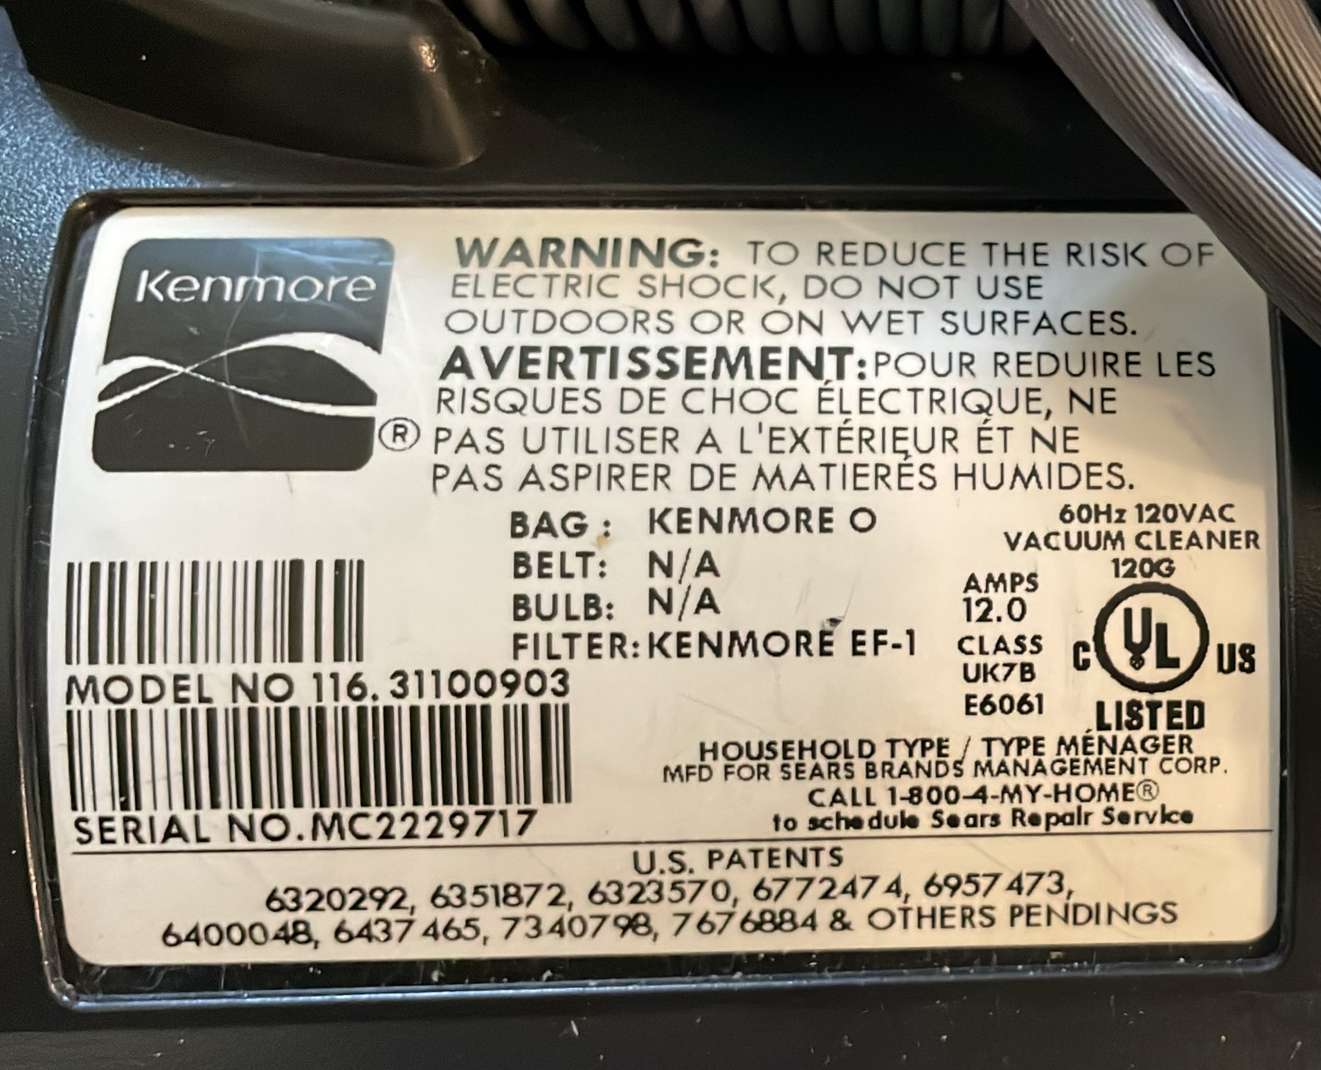 Kenmore
®
WARNING: TO REDUCE THE RISK OF
ELECTRIC SHOCK, DO NOT USE
OUTDOORS OR ON WET SURFACES.
AVERTISSEMENT: POUR REDUIRE LES
RISQUES DE CHOC ÉLECTRIQUE, NE
PAS UTILISER A L'EXTÉRIEUR ÉT NE
PAS ASPIRER DE MATIERÉS HUMIDES.
BAG: KENMORE O
BELT: N/A
BULB: N/A
FILTER: KENMORE EF-1
60Hz 120VAC
VACUUM CLEANER
120G
AMPS
12.0
CLASS
UK7B
E6061
C UL US
LISTED
MODEL NO 116.31100903
SERIAL NO.MC2229717
HOUSEHOLD TYPE / TYPE MÉNAGER
MFD FOR SEARS BRANDS MANAGEMENT CORP.
CALL 1-800-4-MY-HOME®
to schedule Sears Repair Service
U.S. PATENTS
6320292, 6351872, 6323570, 6772474, 6957473,
6400048, 6437465, 7340798, 7676884 & OTHERS PENDINGS